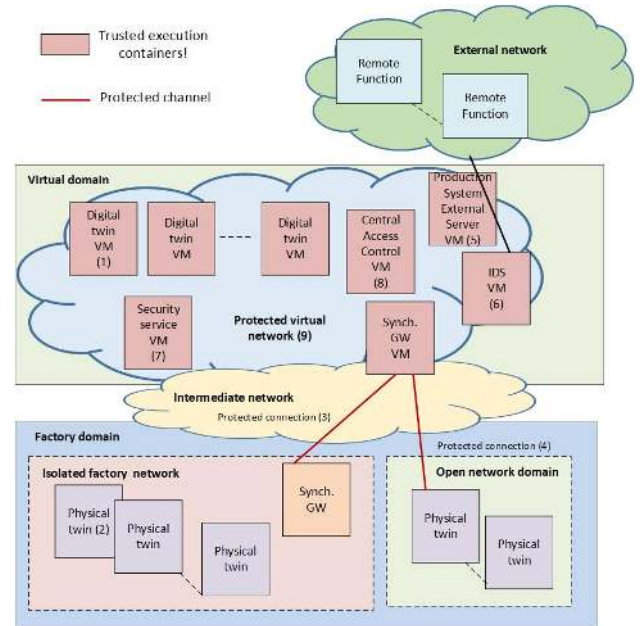 Trusted execution
containers!
Protected channel
External network
Remote
Function
Remote
Function
Virtual domain
Digital
twin
VM
(1)
Digital
twin
VM
Digital
twin
VM
Central
Access
Control
VM
(8)
Production
System
External
Server
VM (5)
IDS
VM
(6)
Security
service
VM
(7)
Protected virtual
network (9)
Synch.
GW
VM
Intermediate network
Protected connection (3)
Factory domain
Protected connection (4)
Isolated factory network
Open network domain
Synch.
GW
Physical
twin (2)
Physical
twin
Physical
twin
Physical
twin
Physical
twin